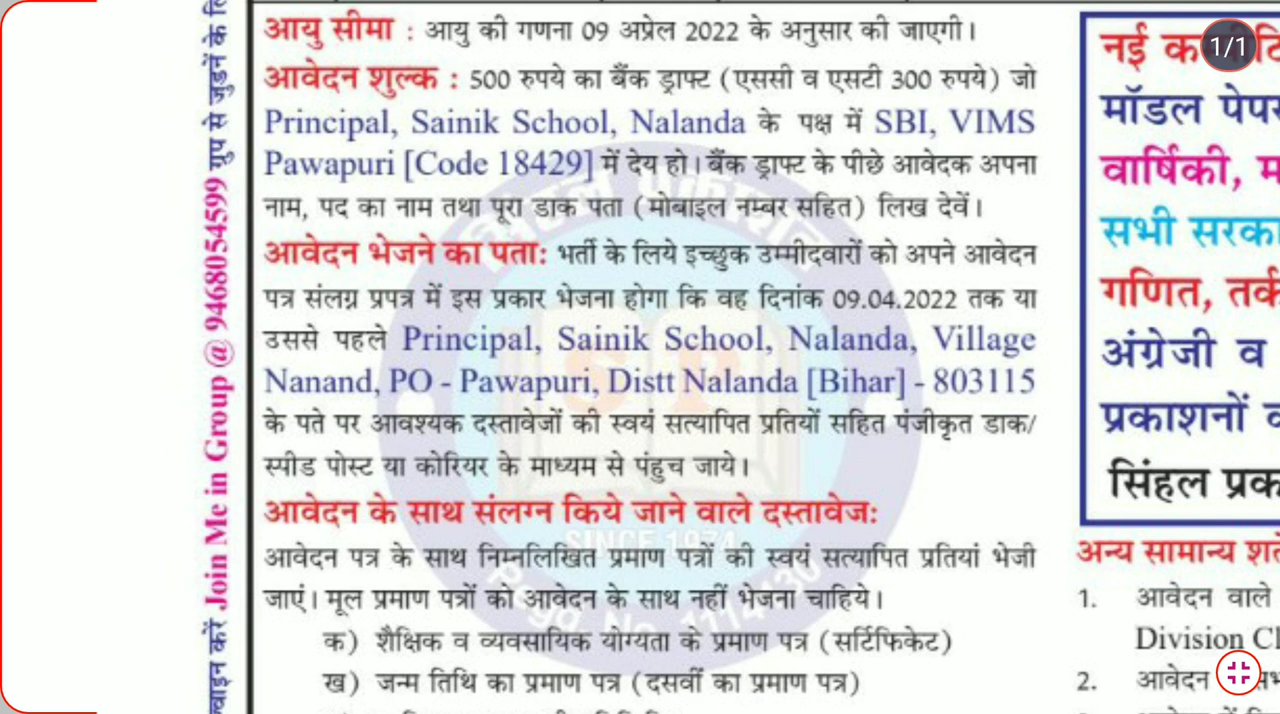 आयु सीमा : आयु की गणना 09 अप्रेल 2022 के अनुसार की जाएगी।
आवेदन शुल्क : 500 रुपये का बैंक ड्राफ्ट (एससी व एसटी 300 रुपये) जो
Principal, Sainik School, Nalanda के पक्ष में SBI, VIMS
Pawapuri [Code 18429] में देय हो। बैंक ड्राफ्ट के पीछे आवेदक अपना
नाम, पद का नाम तथा पूरा डाक पता (मोबाइल नम्बर सहित) लिख देवें।
आवेदन भेजने का पता: भर्ती के लिये इच्छुक उम्मीदवारों को अपने आवेदन
पत्र संलग्न प्रपत्र में इस प्रकार भेजना होगा कि वह दिनांक 09.04.2022 तक या
उससे पहले Principal, Sainik School, Nalanda, Village
Nanand, PO - Pawapuri, Distt Nalanda [Bihar] - 803115
के पते पर आवश्यक दस्तावेजों की स्वयं सत्यापित प्रतियों सहित पंजीकृत डाक/
स्पीड पोस्ट या कोरियर के माध्यम से पंहुच जाये।
आवेदन के साथ संलग्न किये जाने वाले दस्तावेज:
आवेदन पत्र के साथ निम्नलिखित प्रमाण पत्रों की स्वयं सत्यापित प्रतियां भेजी
जाएं। मूल प्रमाण पत्रों को आवेदन के साथ नहीं भेजना चाहिये।
क) शैक्षिक व व्यवसायिक योग्यता के प्रमाण पत्र (सर्टिफिकेट)
ख) जन्म तिथि का प्रमाण पत्र (दसवीं का प्रमाण पत्र)
करें Join Me in Group @ 9468054599 ग्रुप से जुड़नें के
SP
SINCE 1974
Regd. No. 1114430
1/1
नई
मॉडल
वार्षिकी,
सभी
गणित,
अंग्रेजी व
प्रकाशनों
सिंहल
अन्य सामान्य
1. आवेदन वाले
Division
2. आवेदन